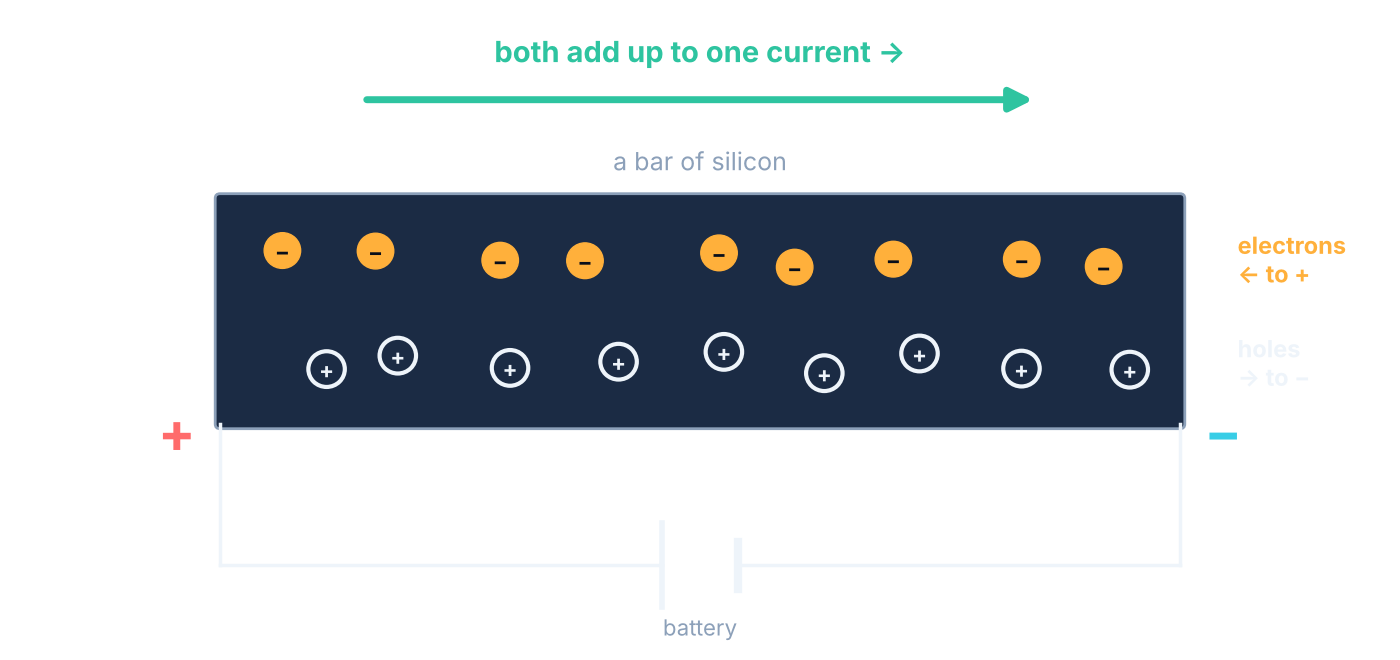 both add up to one current →
a bar of silicon
− − − − − − − − −
+ + + + + + + + +
electrons
← to +
holes
→ to −
+ −
battery